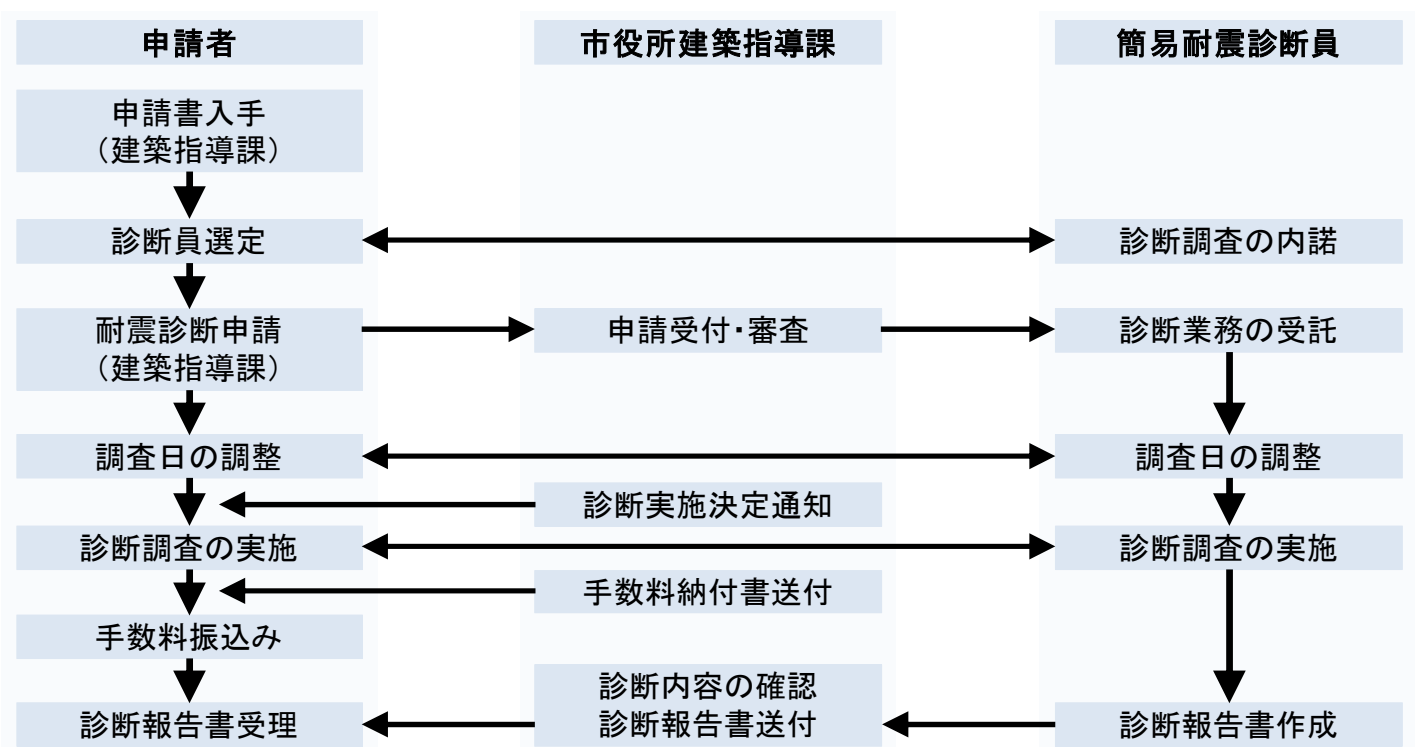 申請者
市役所建築指導課
簡易耐震診断員
申請書入手
（建築指導課）
診断員選定
診断調査の内諾
耐震診断申請
（建築指導課）
申請受付・審査
診断業務の受託
調査日の調整
調査日の調整
診断実施決定通知
診断調査の実施
診断調査の実施
手数料納付書送付
手数料振込み
診断内容の確認
診断報告書送付
診断報告書受理
診断報告書作成